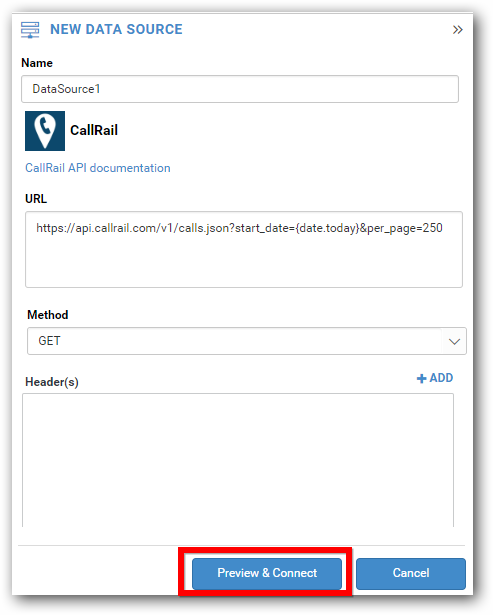 NEW DATA SOURCE
Name
DataSource1
CallRail
CallRail API documentation
URL
https://api.callrail.com/v1/calls.json?start_date={date.today}&per_page=250
Method
GET
Header(s)
ADD
Preview & Connect
Cancel